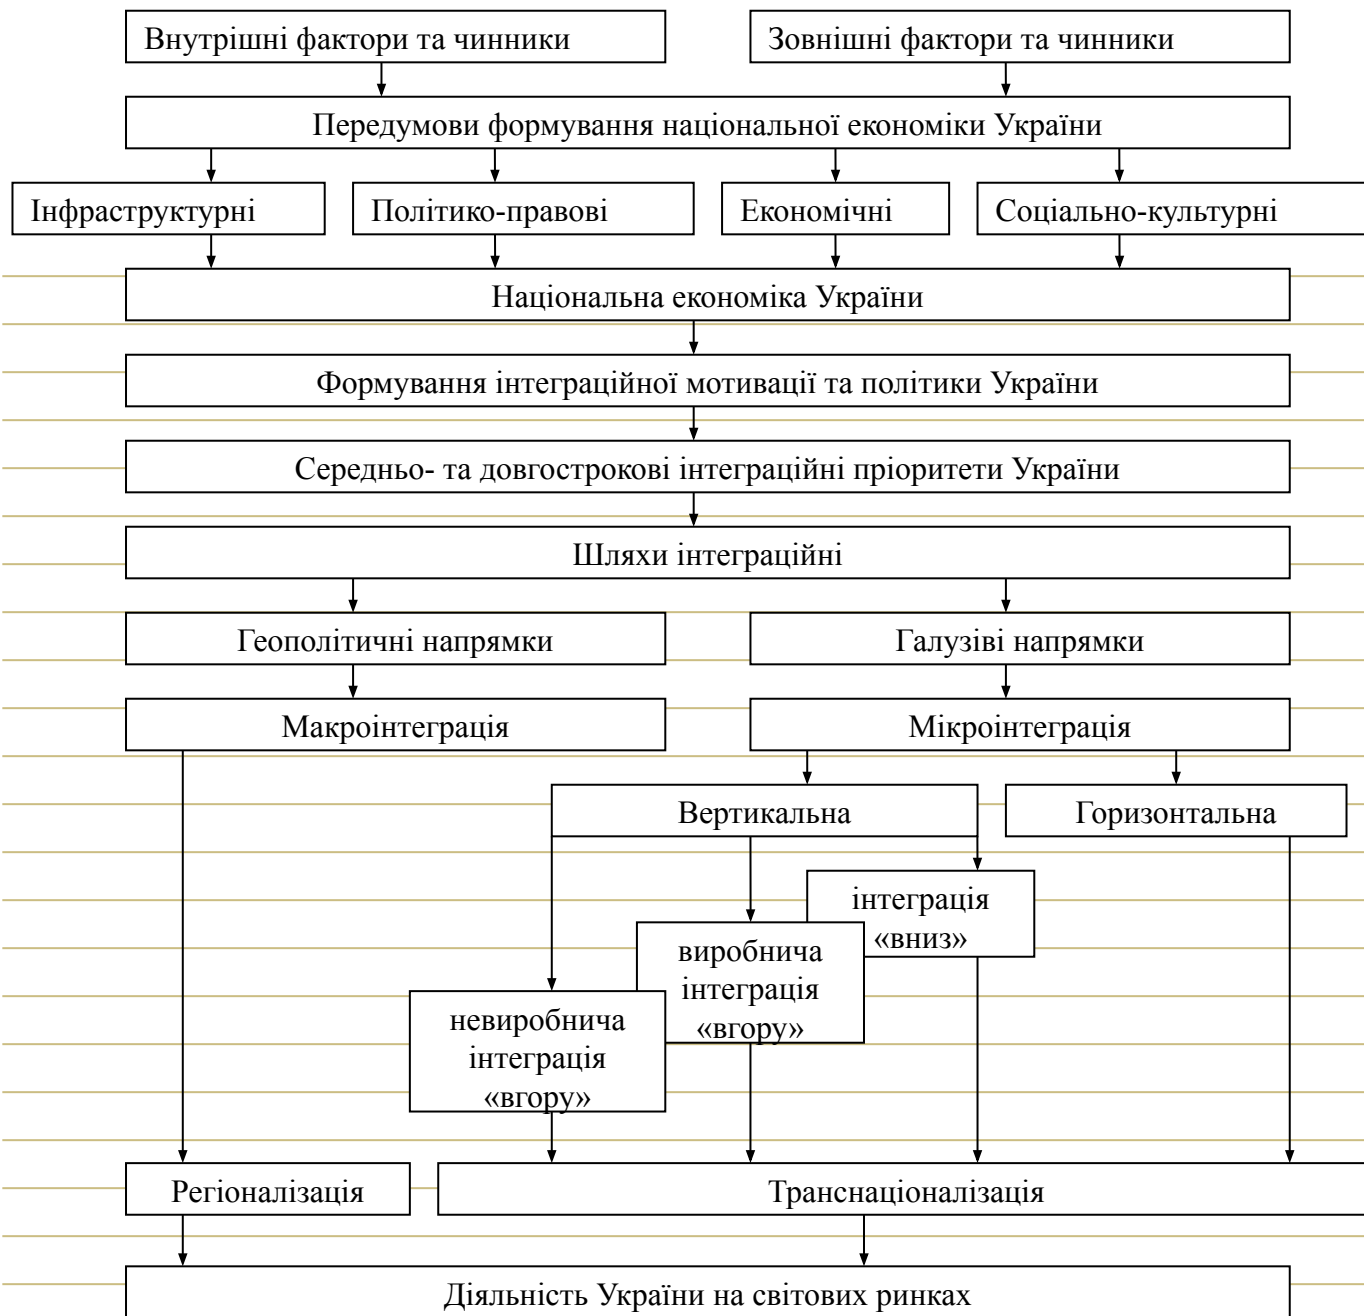 Внутрішні фактори та чинники
Зовнішні фактори та чинники
Передумови формування національної економіки України
Інфраструктурні
Політико-правові
Економічні
Соціально-культурні
Національна економіка України
Формування інтеграційної мотивації та політики України
Середньо- та довгострокові інтеграційні пріоритети України
Шляхи інтеграційні
Геополітичні напрямки
Галузіві напрямки
Макроінтеграція
Мікроінтеграція
Вертикальна
Горизонтальна
інтеграція
«вниз»
виробнича
інтеграція
«вгору»
невиробнича
інтеграція
«вгору»
Регіоналізація
Транснаціоналізація
Діяльність України на світових ринках